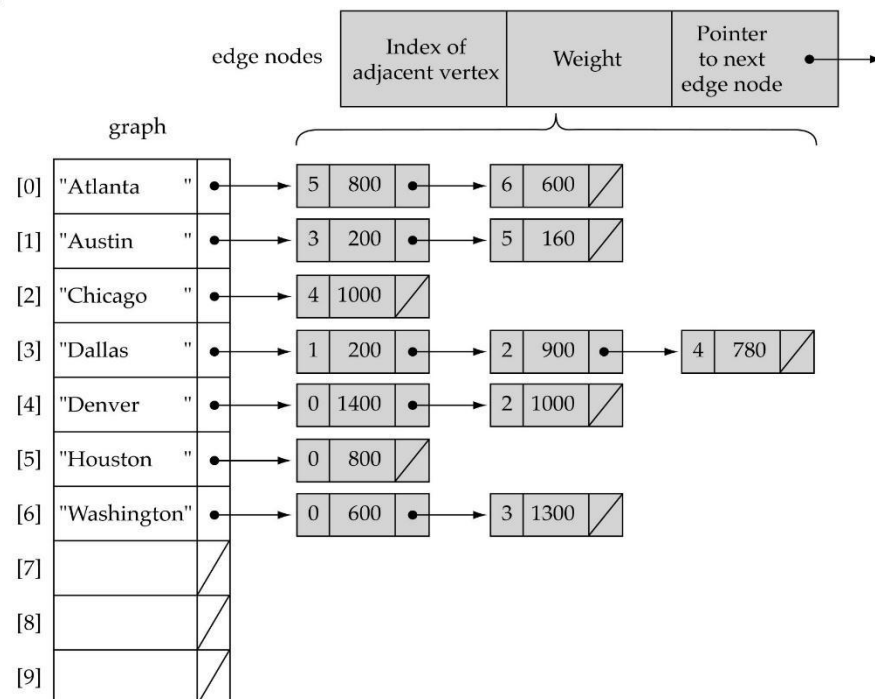 edge nodes
Index of
adjacent vertex
Weight
Pointer
to next
edge node
graph
[0] "Atlanta " 5 800 6 600
[1] "Austin " 3 200 5 160
[2] "Chicago " 4 1000
[3] "Dallas " 1 200 2 900 4 780
[4] "Denver " 0 1400 2 1000
[5] "Houston " 0 800
[6] "Washington" 0 600 3 1300
[7]
[8]
[9]